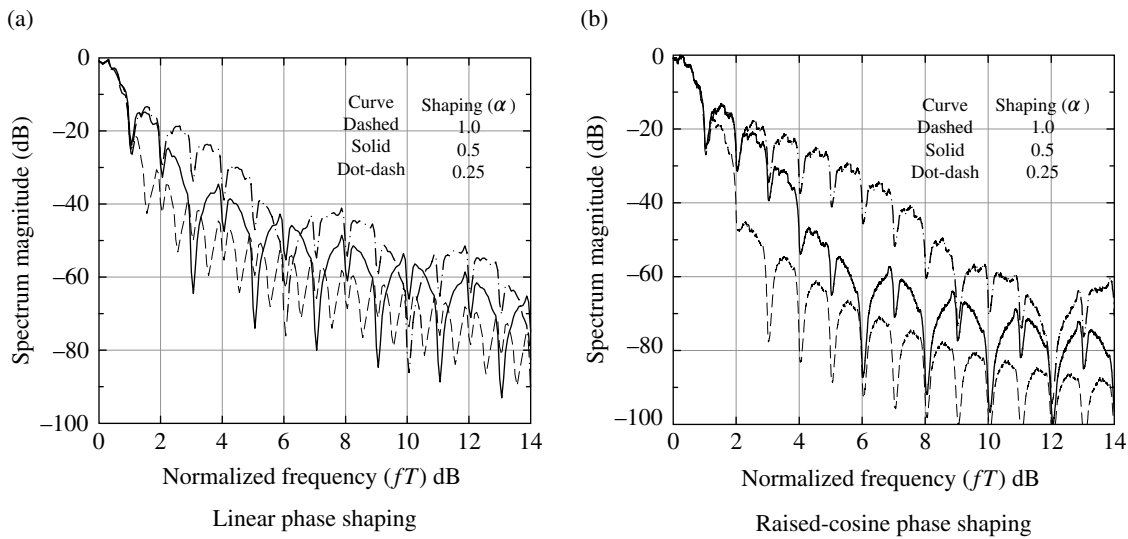 (a)
0
−20
−40
−60
−80
−100
Spectrum magnitude (dB)
Curve Shaping (α)
Dashed 1.0
Solid 0.5
Dot-dash 0.25
0 2 4 6 8 10 12 14
Normalized frequency (fT) dB
Linear phase shaping
(b)
0
−20
−40
−60
−80
−100
Spectrum magnitude (dB)
Curve Shaping (α)
Dashed 1.0
Solid 0.5
Dot-dash 0.25
0 2 4 6 8 10 12 14
Normalized frequency (fT) dB
Raised-cosine phase shaping